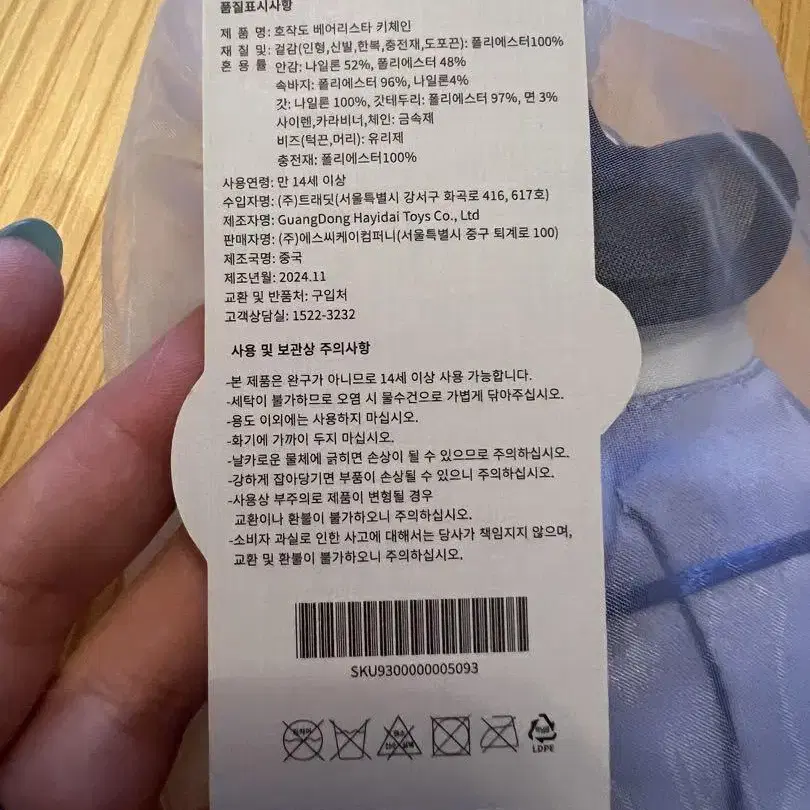 품질표시사항
제 품 명: 호작도 베어리스타 키체인
재 질 및: 겉감(인형,신발,한복,충전재,도포끈): 폴리에스터100%
혼 용 률 안감: 나일론 52%, 폴리에스터 48%
속바지: 폴리에스터 96%, 나일론4%
갓: 나일론 100%, 갓테두리: 폴리에스터 97%, 면 3%
사이렌,카라비너,체인: 금속제
비즈(턱끈,머리): 유리제
충전재: 폴리에스터100%
사용연령: 만 14세 이상
수입자명: (주)트래딧(서울특별시 강서구 화곡로 416, 617호)
제조자명: GuangDong Hayidai Toys Co., Ltd
판매자명: (주)에스씨케이컴퍼니(서울특별시 중구 퇴계로 100)
제조국명: 중국
제조년월: 2024.11
교환 및 반품처: 구입처
고객상담실: 1522-3232
사용 및 보관상 주의사항
-본 제품은 완구가 아니므로 14세 이상 사용 가능합니다.
-세탁이 불가하므로 오염 시 물수건으로 가볍게 닦아주십시오.
-용도 이외에는 사용하지 마십시오.
-화기에 가까이 두지 마십시오.
-날카로운 물체에 긁히면 손상이 될 수 있으므로 주의하십시오.
-강하게 잡아당기면 부품이 손상될 수 있으니 주의하십시오.
-사용상 부주의로 제품이 변형될 경우
교환이나 환불이 불가하오니 주의하십시오.
-소비자 과실로 인한 사고에 대해서는 당사가 책임지지 않으며,
교환 및 환불이 불가하오니 주의하십시오.
SKU9300000005093
LDPE